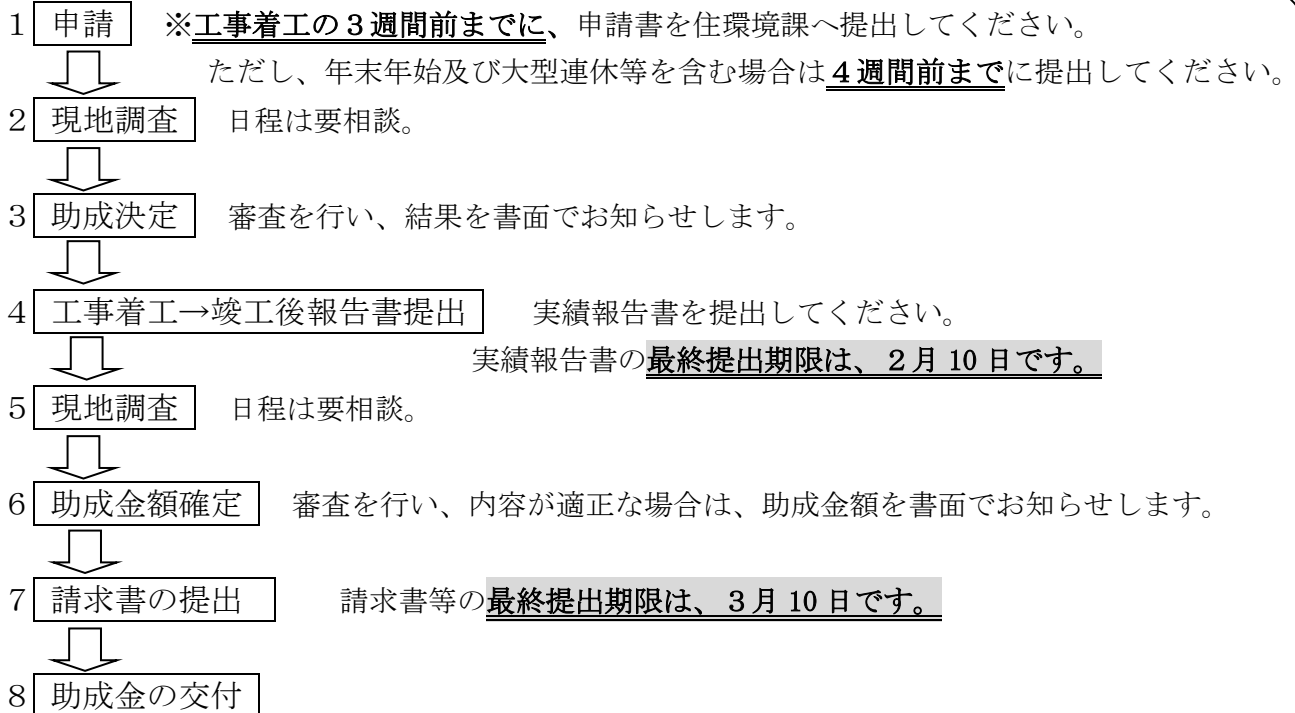 1 申請 ※工事着工の３週間前までに、申請書を住環境課へ提出してください。
ただし、年末年始及び大型連休等を含む場合は４週間前までに提出してください。
2 現地調査 日程は要相談。
3 助成決定 審査を行い、結果を書面でお知らせします。
4 工事着工→竣工後報告書提出 実績報告書を提出してください。
実績報告書の最終提出期限は、２月 10 日です。
5 現地調査 日程は要相談。
6 助成金額確定 審査を行い、内容が適正な場合は、助成金額を書面でお知らせします。
7 請求書の提出 請求書等の最終提出期限は、３月 10 日です。
8 助成金の交付